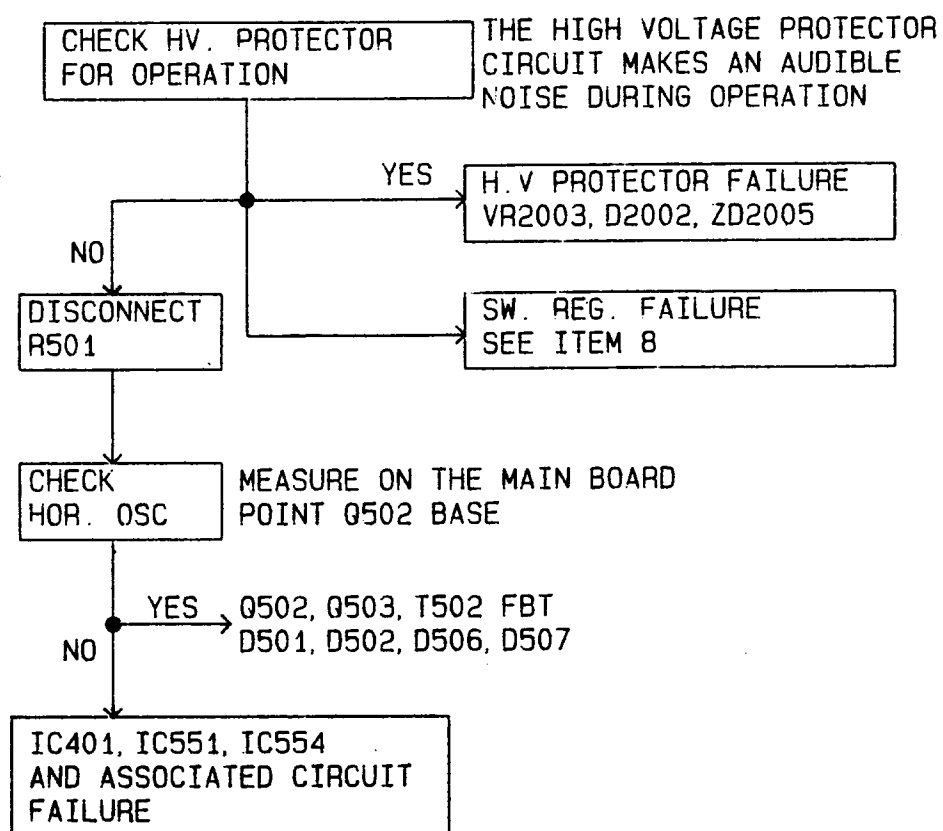 CHECK HV. PROTECTOR
FOR OPERATION
THE HIGH VOLTAGE PROTECTOR
CIRCUIT MAKES AN AUDIBLE
NOISE DURING OPERATION
YES
H.V PROTECTOR FAILURE
VR2003, D2002, ZD2005
NO
DISCONNECT
R501
SW. REG. FAILURE
SEE ITEM 8
CHECK
HOR. OSC
MEASURE ON THE MAIN BOARD
POINT Q502 BASE
YES
Q502, Q503, T502 FBT
D501, D502, D506, D507
NO
IC401, IC551, IC554
AND ASSOCIATED CIRCUIT
FAILURE